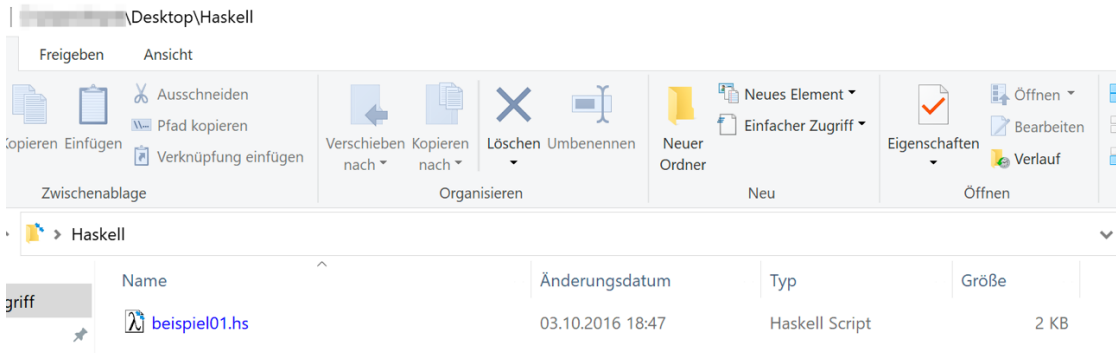 \Desktop\Haskell
Freigeben Ansicht
Kopieren Einfügen
Ausschneiden
Pfad kopieren
Verknüpfung einfügen
Zwischenablage
Verschieben nach
Kopieren nach
Löschen
Umbenennen
Organisieren
Neuer Ordner
Neues Element
Einfacher Zugriff
Neu
Eigenschaften
Öffnen
Bearbeiten
Verlauf
Öffnen
Haskell
Name Änderungsdatum Typ Größe
griff
beispiel01.hs 03.10.2016 18:47 Haskell Script 2 KB